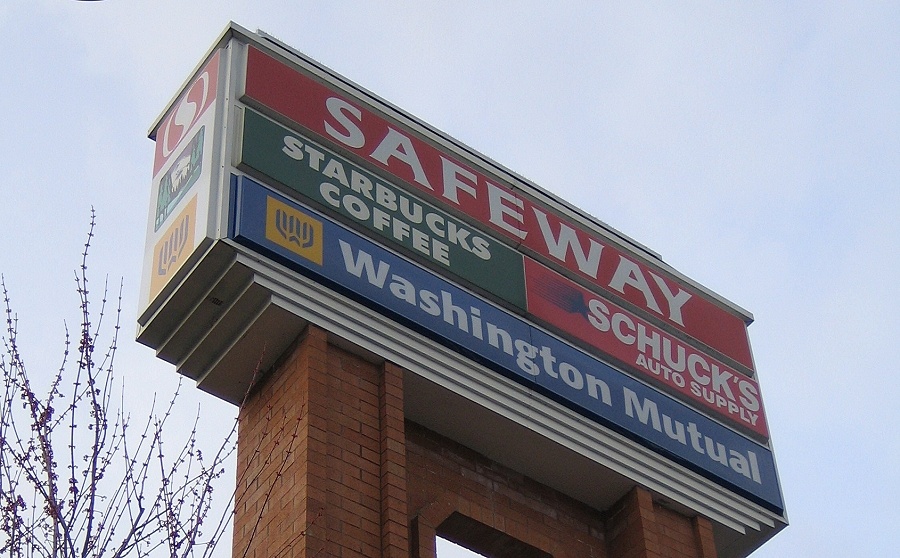 SAFEWAY
STARBUCKS
COFFEE
SCHUCK'S
AUTO SUPPLY
Washington Mutual